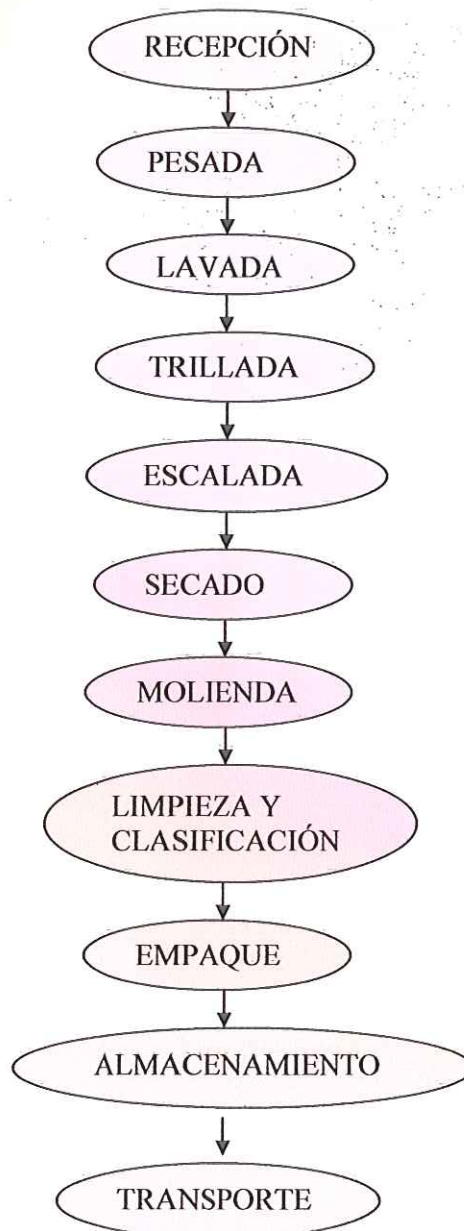 RECEPCIÓN
PESADA
LAVADA
TRILLADA
ESCALADA
SECADO
MOLIENDA
LIMPIEZA Y
CLASIFICACIÓN
EMPAQUE
ALMACENAMIENTO
TRANSPORTE